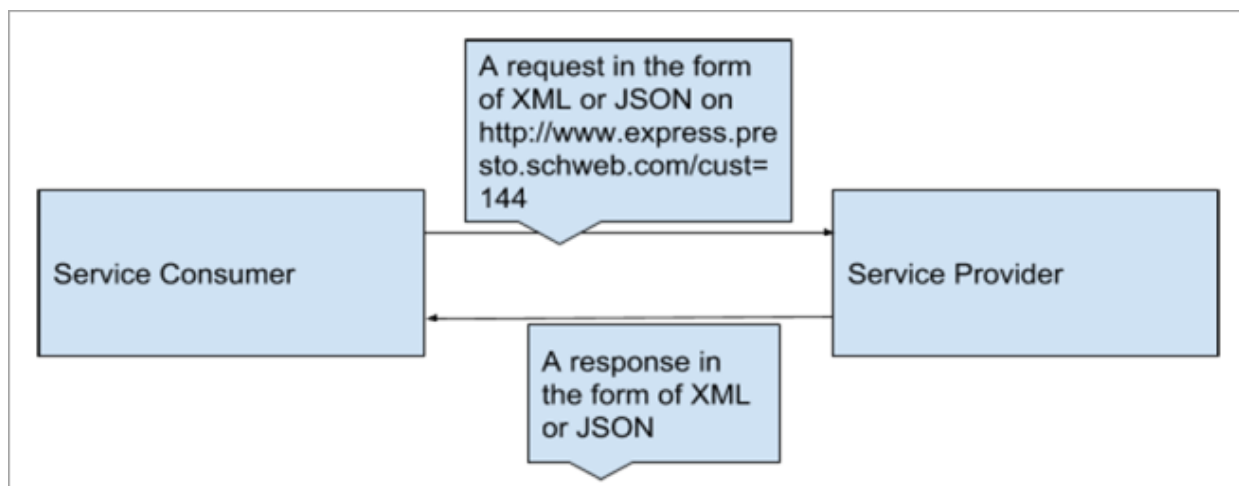 A request in the form
of XML or JSON on
http://www.express.pre
sto.schweb.com/cust=
144
Service Consumer
Service Provider
A response in
the form of XML
or JSON